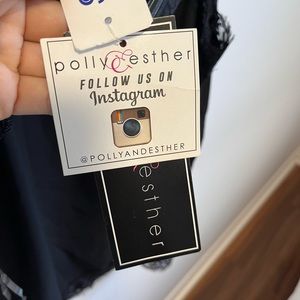 polly & esther
FOLLOW US ON
Instagram
@POLLYANDESTHER
& esther